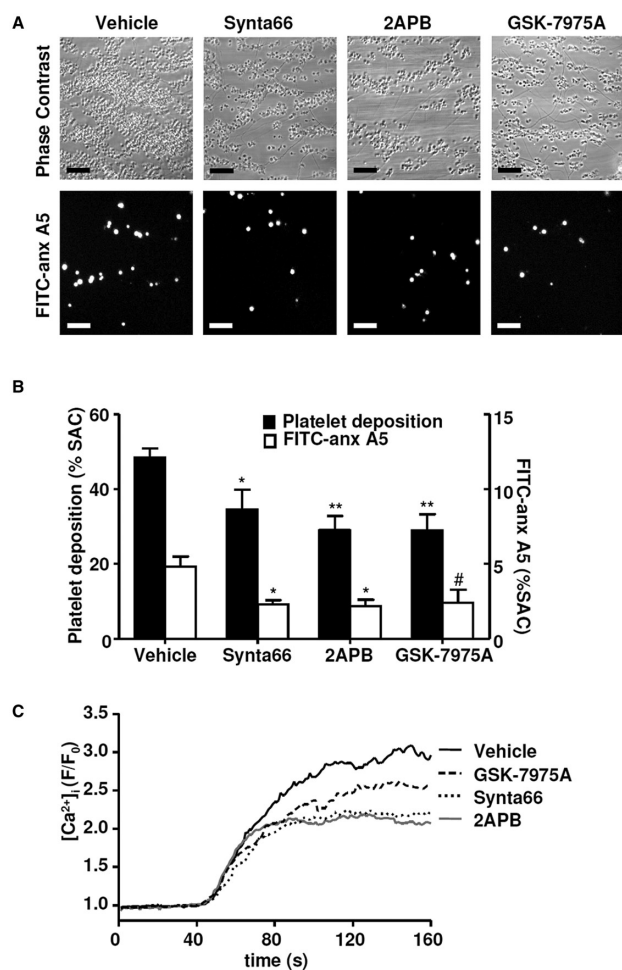 A
Vehicle Synta66 2APB GSK-7975A
Phase Contrast
FITC-anx A5
B
Platelet deposition (% SAC)
60
40
20
0
Platelet deposition
FITC-anx A5
* ** **
* * #
15
10
5
0
FITC-anx A5 (%SAC)
Vehicle Synta66 2APB GSK-7975A
C
[Ca²⁺]ᵢ (F/F₀)
3.5
3.0
2.5
2.0
1.5
1.0
Vehicle
GSK-7975A
Synta66
2APB
0 40 80 120 160
time (s)